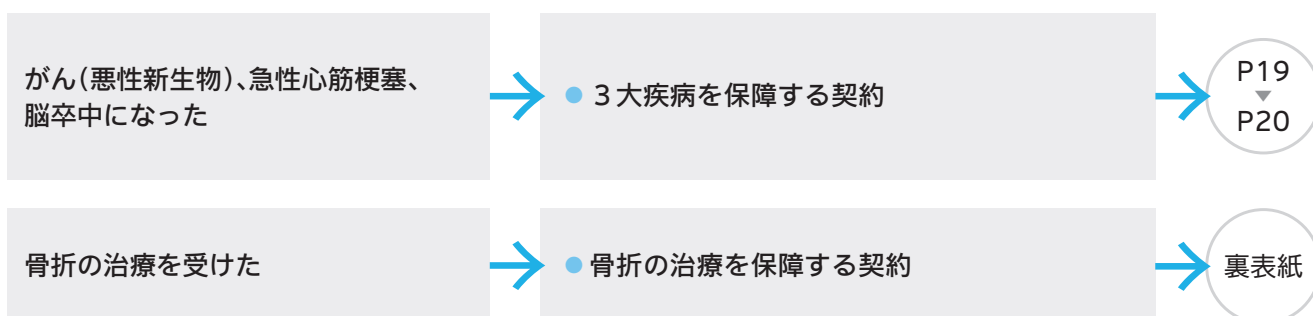 がん（悪性新生物）、急性心筋梗塞、
脳卒中になった
● 3大疾病を保障する契約
P19
▼
P20
骨折の治療を受けた
● 骨折の治療を保障する契約
裏表紙